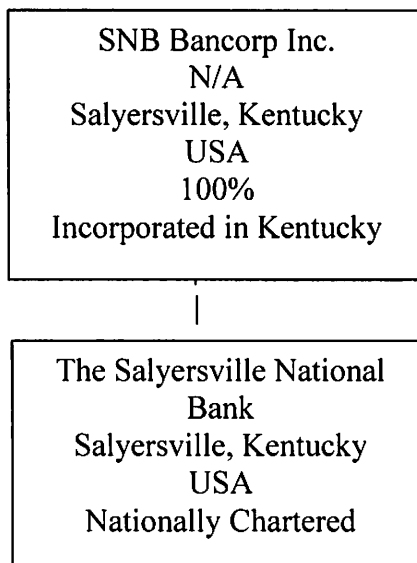 SNB Bancorp Inc.
N/A
Salyersville, Kentucky
USA
100%
Incorporated in Kentucky
The Salyersville National
Bank
Salyersville, Kentucky
USA
Nationally Chartered